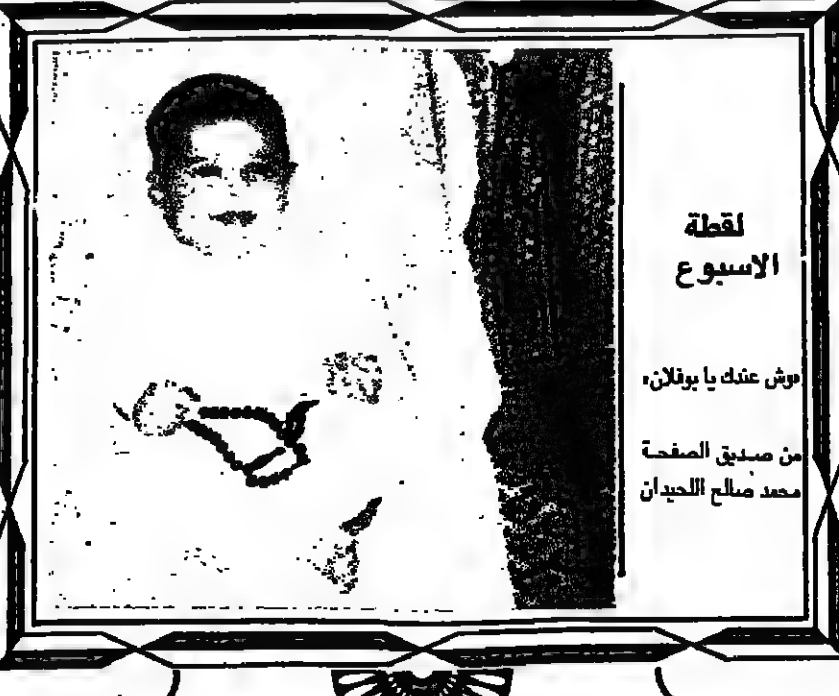 لقطة
الاسبوع
«وش عندك يا بوفلان»
من صديق الصفحة
محمد صالح اللحيدان